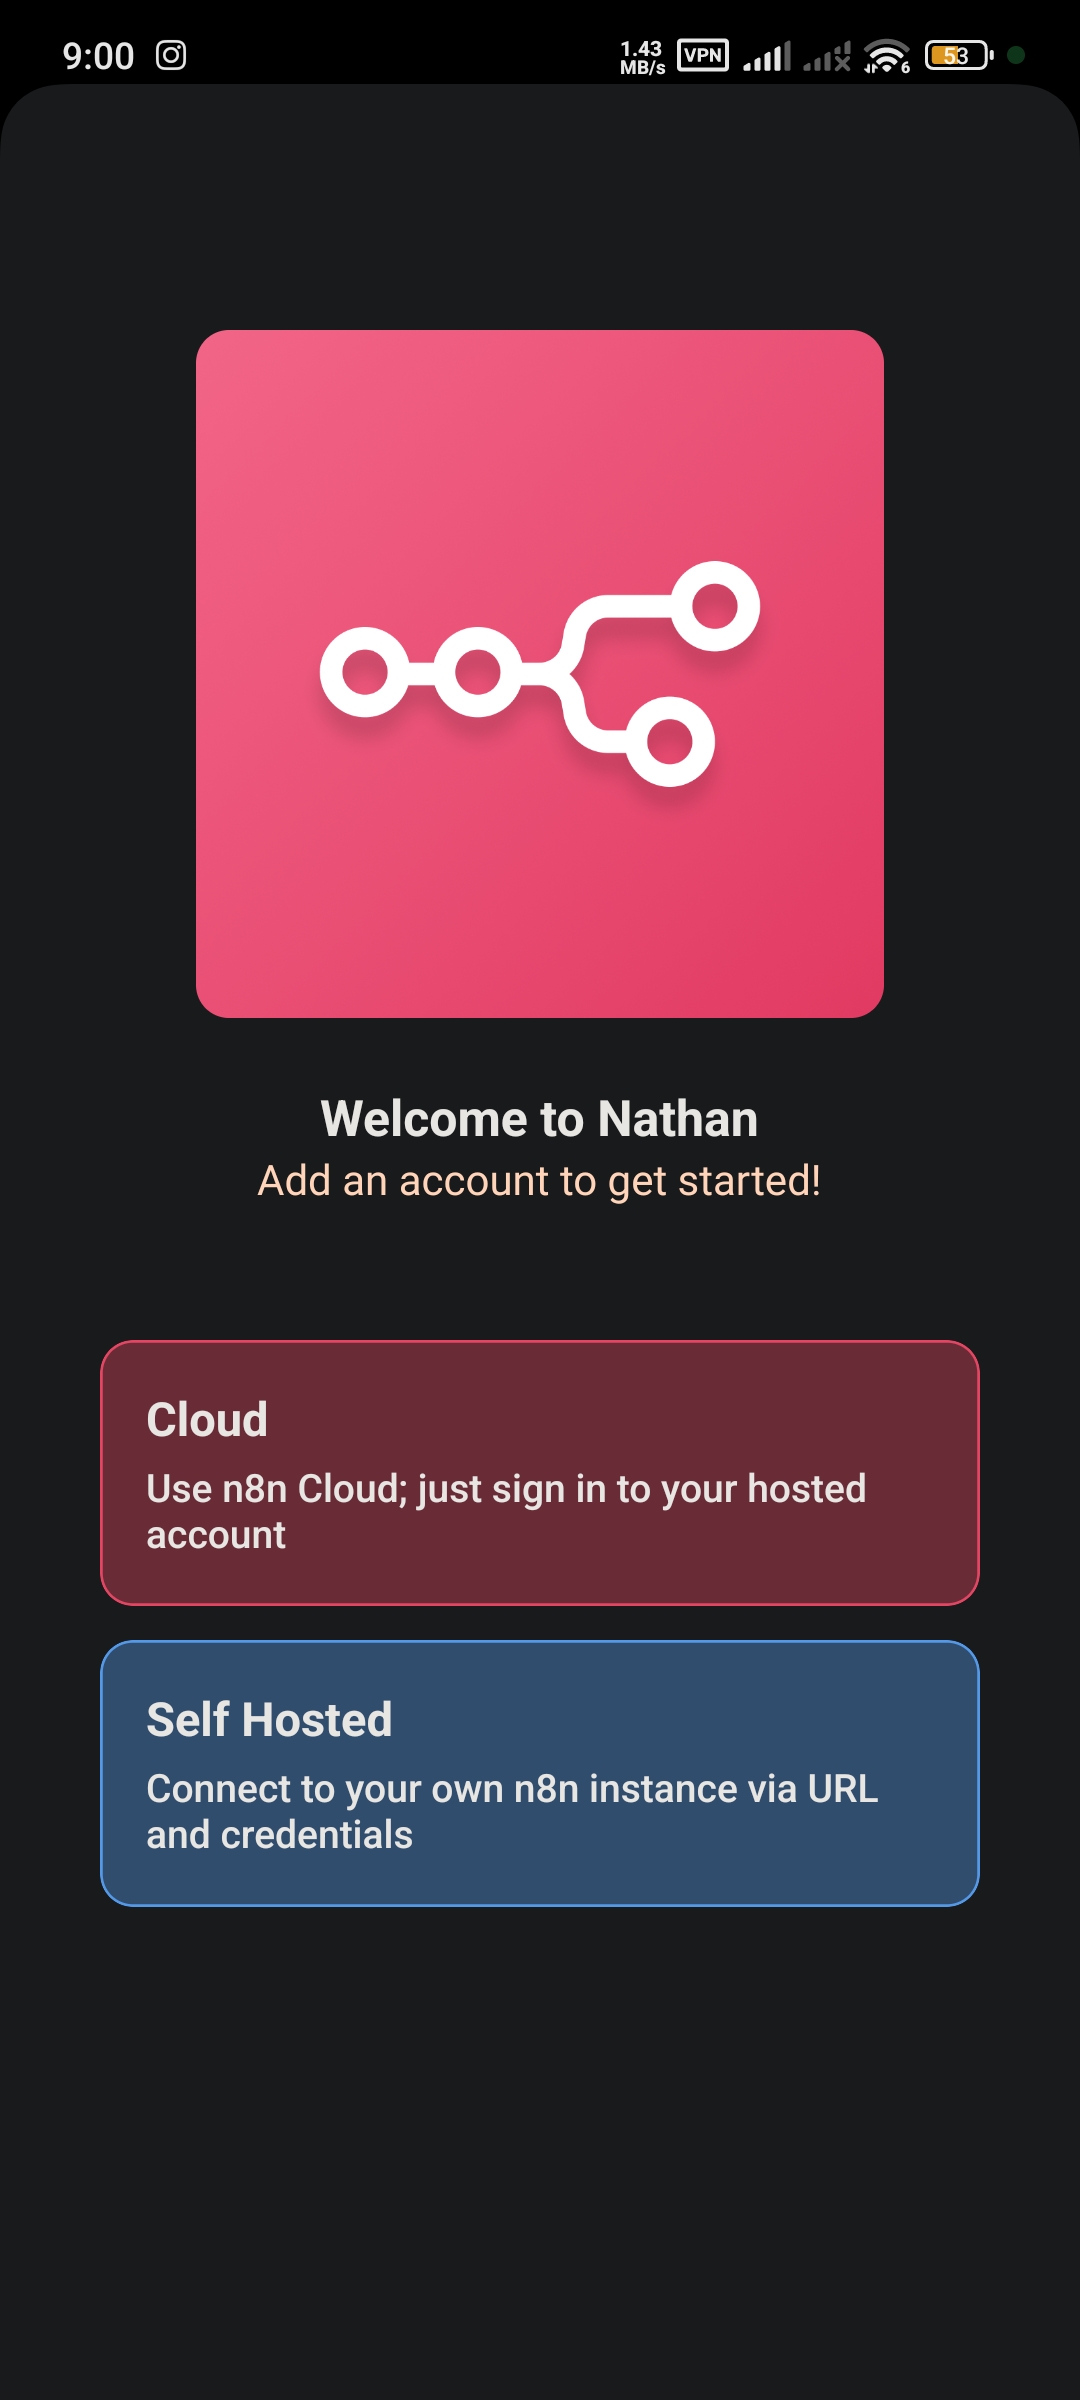 9:00
1.43
MB/s
VPN
6
53
Welcome to Nathan
Add an account to get started!
Cloud
Use n8n Cloud; just sign in to your hosted
account
Self Hosted
Connect to your own n8n instance via URL
and credentials